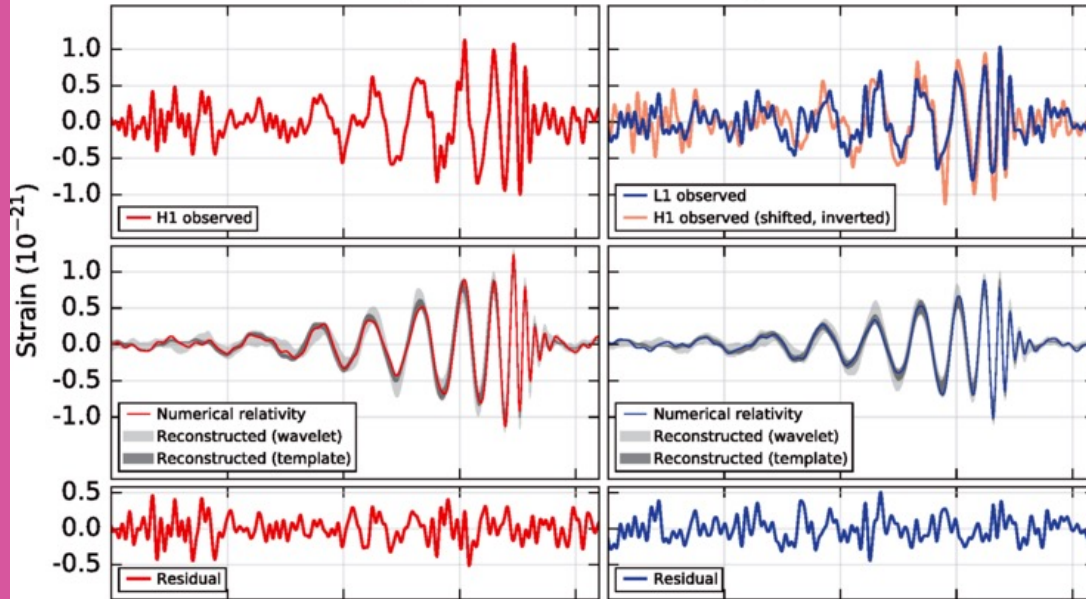 Strain (10⁻²¹)
1.0
0.5
0.0
-0.5
-1.0
H1 observed
L1 observed
H1 observed (shifted, inverted)
1.0
0.5
0.0
-0.5
-1.0
Numerical relativity
Reconstructed (wavelet)
Reconstructed (template)
Numerical relativity
Reconstructed (wavelet)
Reconstructed (template)
0.5
0.0
-0.5
Residual
Residual